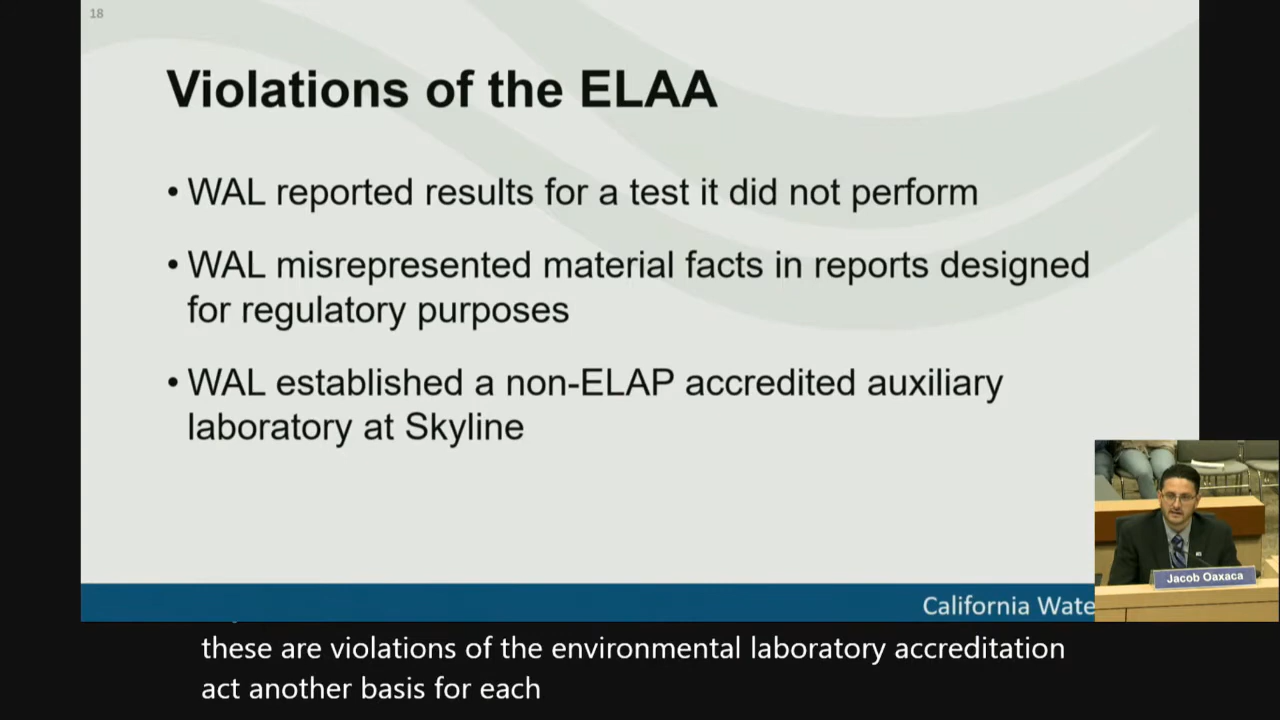 18
Violations of the ELAA
• WAL reported results for a test it did not perform
• WAL misrepresented material facts in reports designed
for regulatory purposes
• WAL established a non-ELAP accredited auxiliary
laboratory at Skyline
California Wate
Jacob Oaxaca
these are violations of the environmental laboratory accreditation
act another basis for each